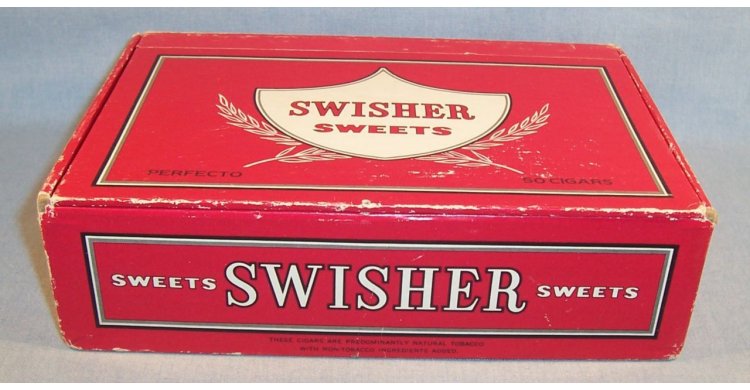 SWISHER
SWEETS
PERFECTO 50 CIGARS
SWEETS SWISHER SWEETS
THESE CIGARS ARE PREDOMINANTLY NATURAL TOBACCO
WITH NON-TOBACCO INGREDIENTS ADDED.